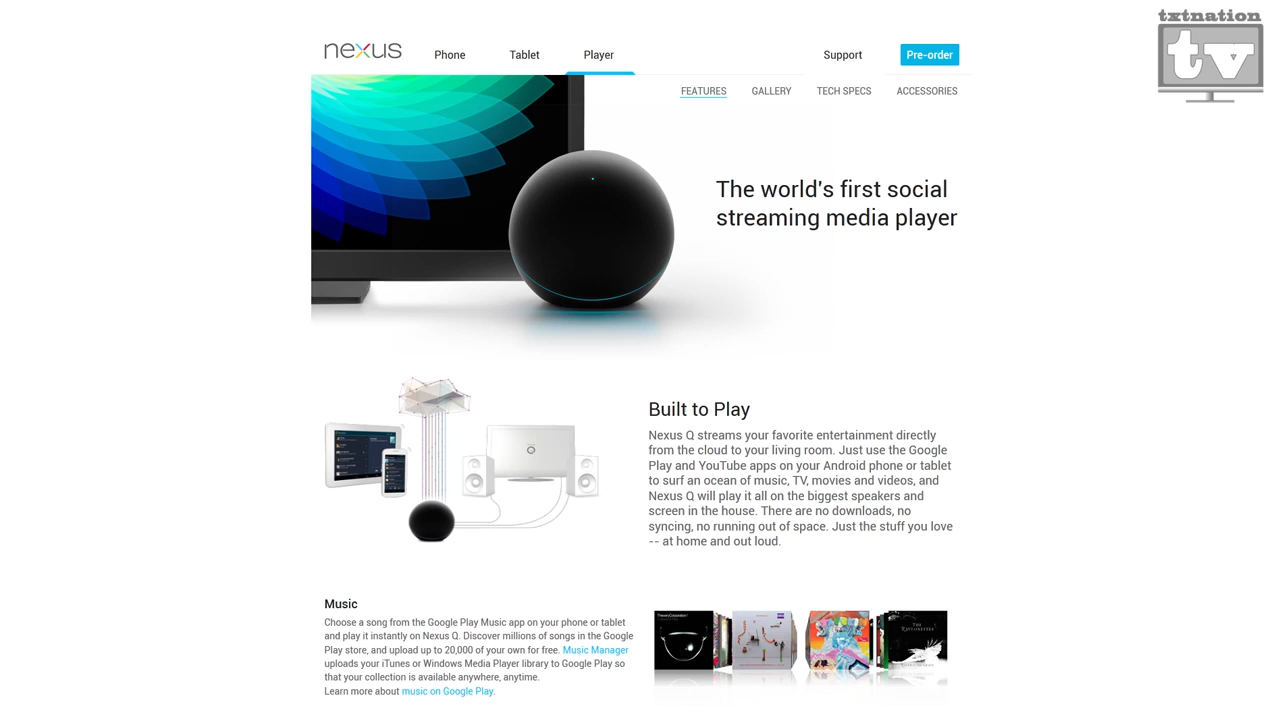 txtnation
tv
nexus
Phone
Tablet
Player
Support
Pre-order
FEATURES
GALLERY
TECH SPECS
ACCESSORIES
The world's first social
streaming media player
Built to Play
Nexus Q streams your favorite entertainment directly
from the cloud to your living room. Just use the Google
Play and YouTube apps on your Android phone or tablet
to surf an ocean of music, TV, movies and videos, and
Nexus Q will play it all on the biggest speakers and
screen in the house. There are no downloads, no
syncing, no running out of space. Just the stuff you love
-- at home and out loud.
Music
Choose a song from the Google Play Music app on your phone or tablet
and play it instantly on Nexus Q. Discover millions of songs in the Google
Play store, and upload up to 20,000 of your own for free. Music Manager
uploads your iTunes or Windows Media Player library to Google Play so
that your collection is available anywhere, anytime.
Learn more about music on Google Play.
THE
RAVEONETTES